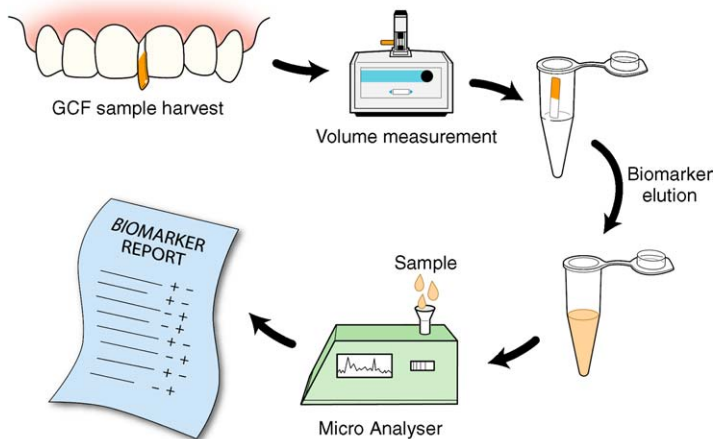 GCF sample harvest
Volume measurement
Biomarker
elution
Sample
Micro Analyser
BIOMARKER
REPORT
+ -
+ -
- +
- +
+ -
- +
+ -
- +